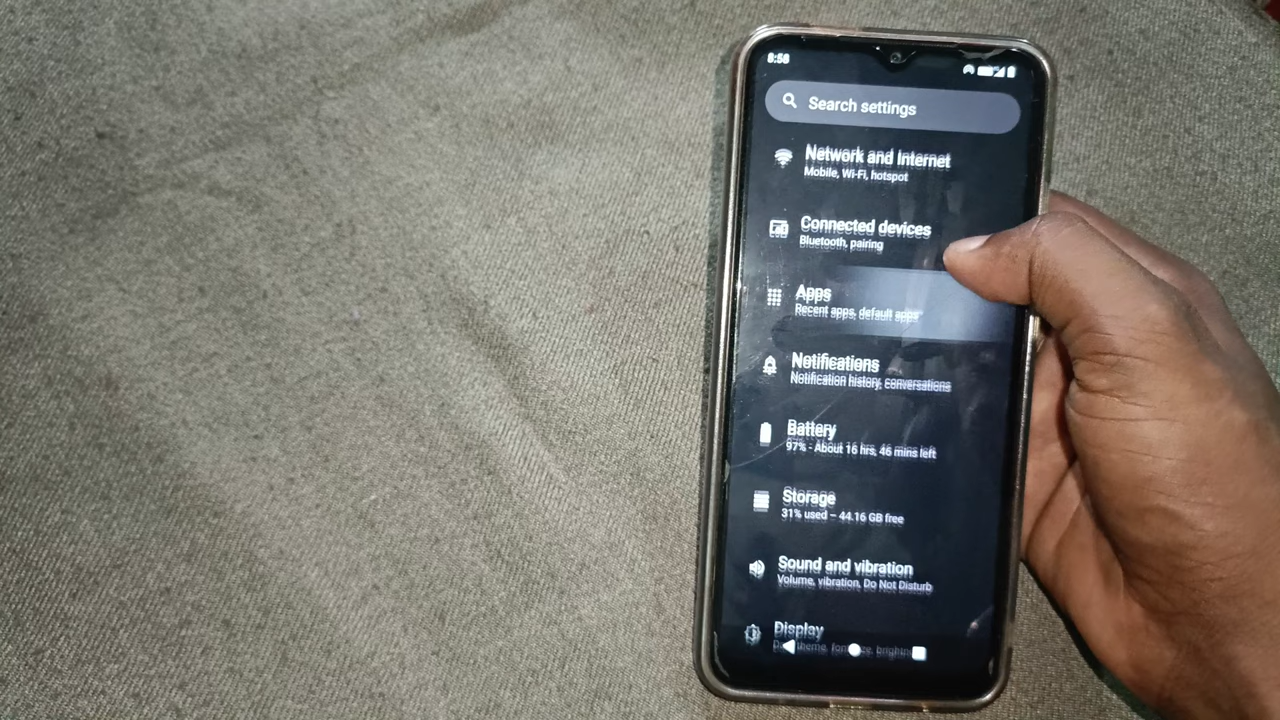 8:58
Search settings
Network and Internet
Mobile, Wi-Fi, hotspot
Connected devices
Bluetooth, pairing
Apps
Recent apps, default apps
Notifications
Notification history, conversations
Battery
97% - About 16 hrs, 46 mins left
Storage
31% used – 44.16 GB free
Sound and vibration
Volume, vibration, Do Not Disturb
Display
theme,